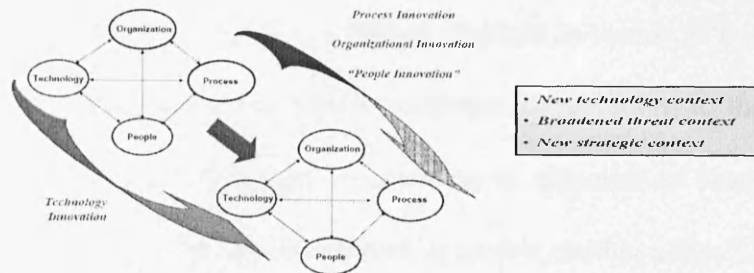 Organization
Technology
Process
People
Process Innovation
Organizational Innovation
"People Innovation"
• New technology context
• Broadened threat context
• New strategic context
Organization
Technology
Process
People
Technology
Innovation